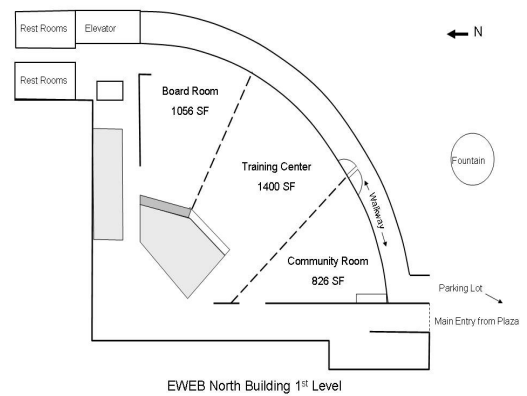 Rest Rooms
Elevator
N
Rest Rooms
Board Room
1056 SF
Training Center
1400 SF
Fountain
Walkway
Community Room
826 SF
Parking Lot
Main Entry from Plaza
EWEB North Building 1st Level